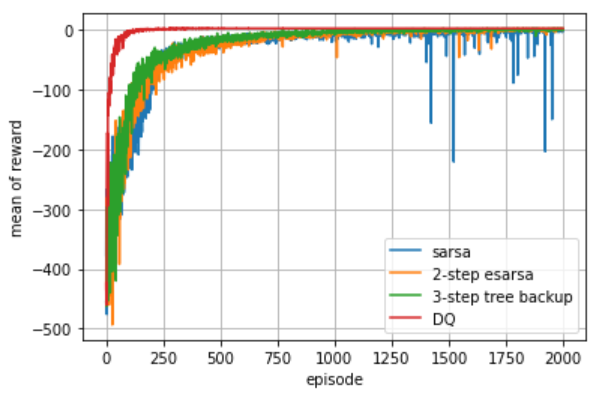 0
−100
−200
−300
−400
−500
mean of reward
sarsa
2-step esarsa
3-step tree backup
DQ
0 250 500 750 1000 1250 1500 1750 2000
episode